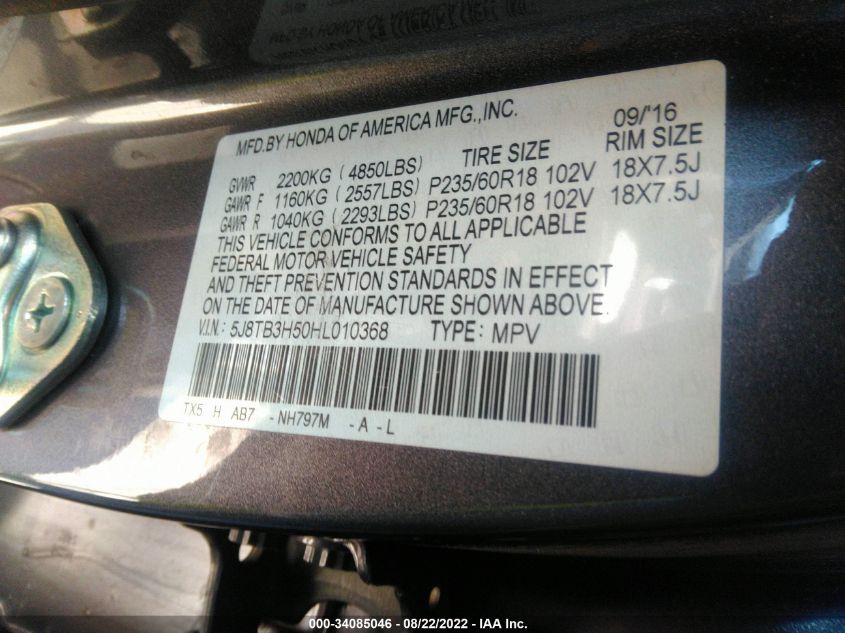 MFD.BY HONDA OF AMERICA MFG.,INC. 09/'16
GVWR 2200KG ( 4850LBS) TIRE SIZE RIM SIZE
GAWR F 1160KG ( 2557LBS) P235/60R18 102V 18X7.5J
GAWR R 1040KG ( 2293LBS) P235/60R18 102V 18X7.5J
THIS VEHICLE CONFORMS TO ALL APPLICABLE
FEDERAL MOTOR VEHICLE SAFETY
AND THEFT PREVENTION STANDARDS IN EFFECT
ON THE DATE OF MANUFACTURE SHOWN ABOVE.
V.I.N.: 5J8TB3H50HL010368 TYPE: MPV
TX5 H AB7 - NH797M - A - L
000-34085046 - 08/22/2022 - IAA Inc.